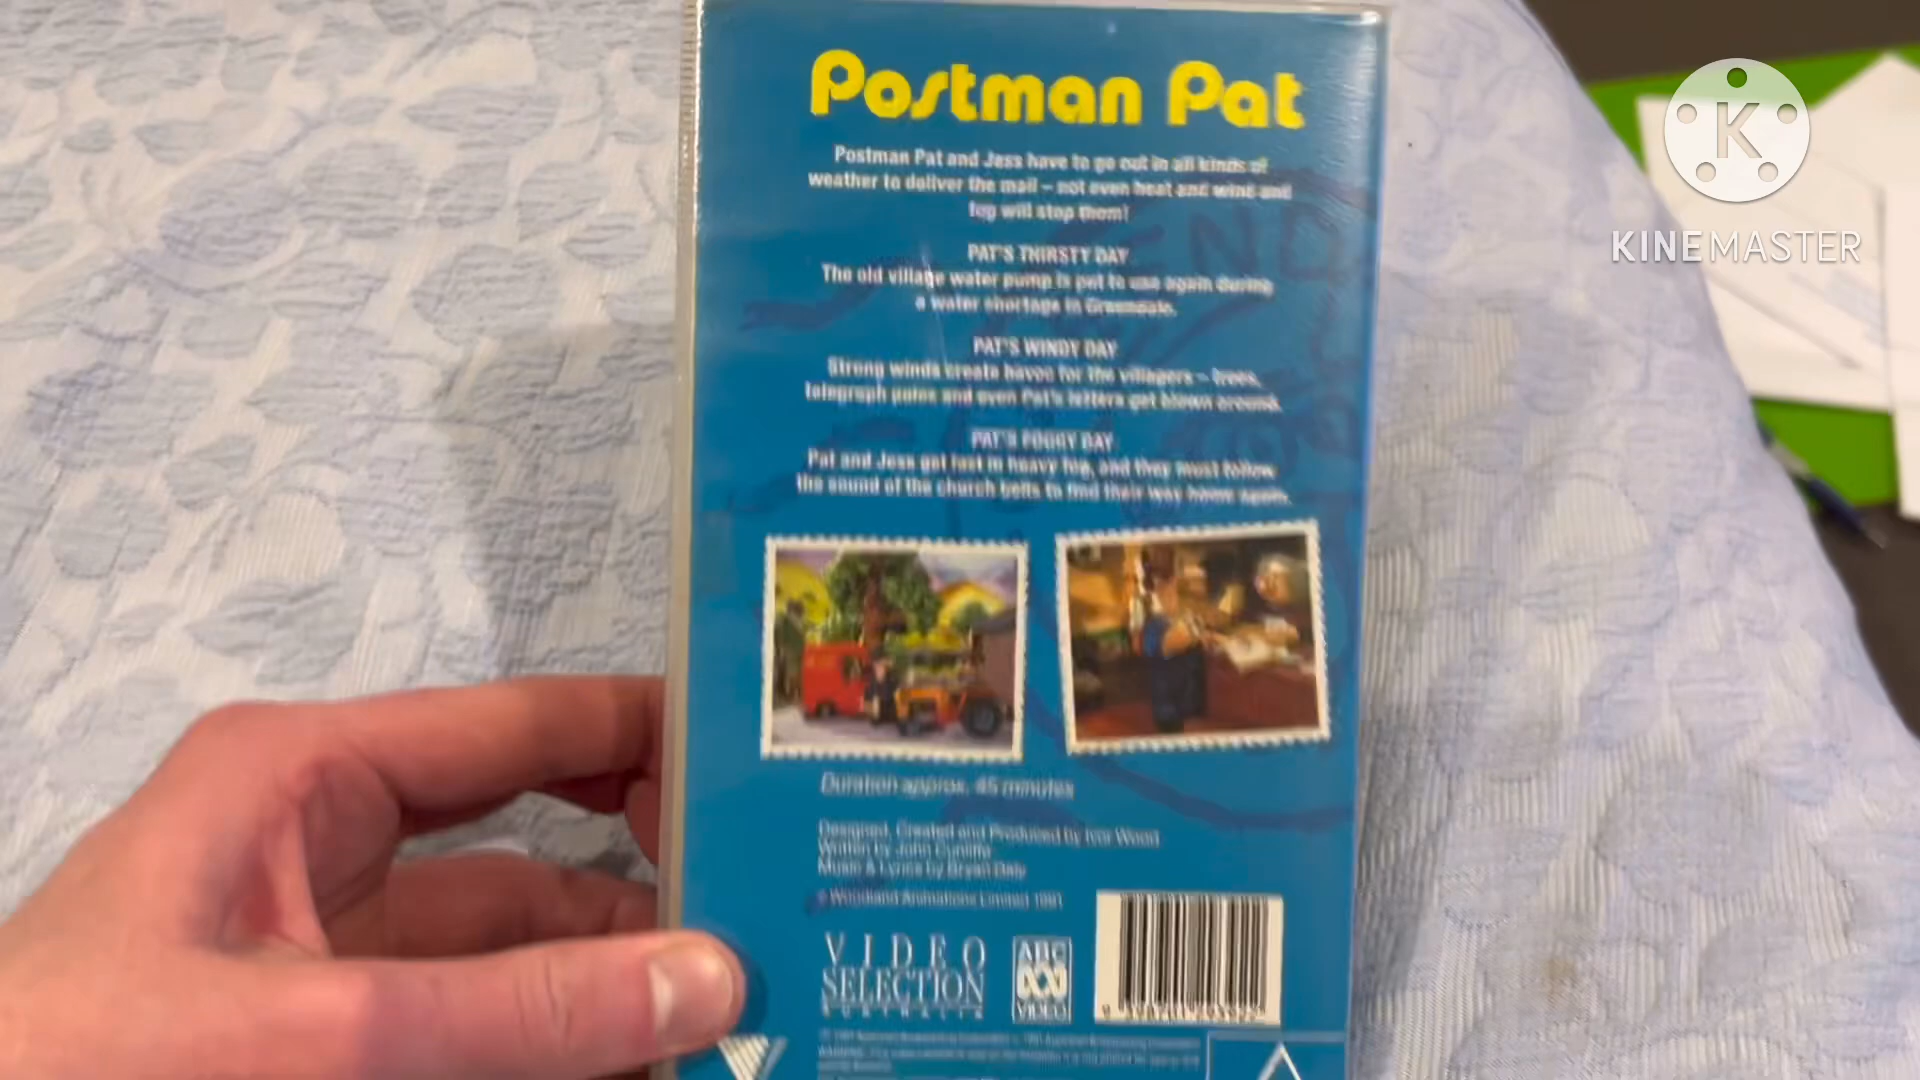 Postman Pat
Postman Pat and Jess have to go out in all kinds of
weather to deliver the mail – not even heat and wind and
fog will stop them!
PAT'S THIRSTY DAY
The old village water pump is put to use again during
a water shortage in Greendale.
PAT'S WINDY DAY
Strong winds create havoc for the villagers – trees,
telegraph poles and even Pat's letters get blown around.
PAT'S FOGGY DAY
Pat and Jess get lost in heavy fog, and they must follow
the sound of the church bells to find their way home again.
Duration approx. 45 minutes
Designed, Created and Produced by Ivor Wood
Written by John Cunliffe
Music & Lyrics by Bryan Daly
Woodland Animations Limited 1991
VIDEO
SELECTION
AUSTRALIA
ABC
VIDEO
K
KINEMASTER